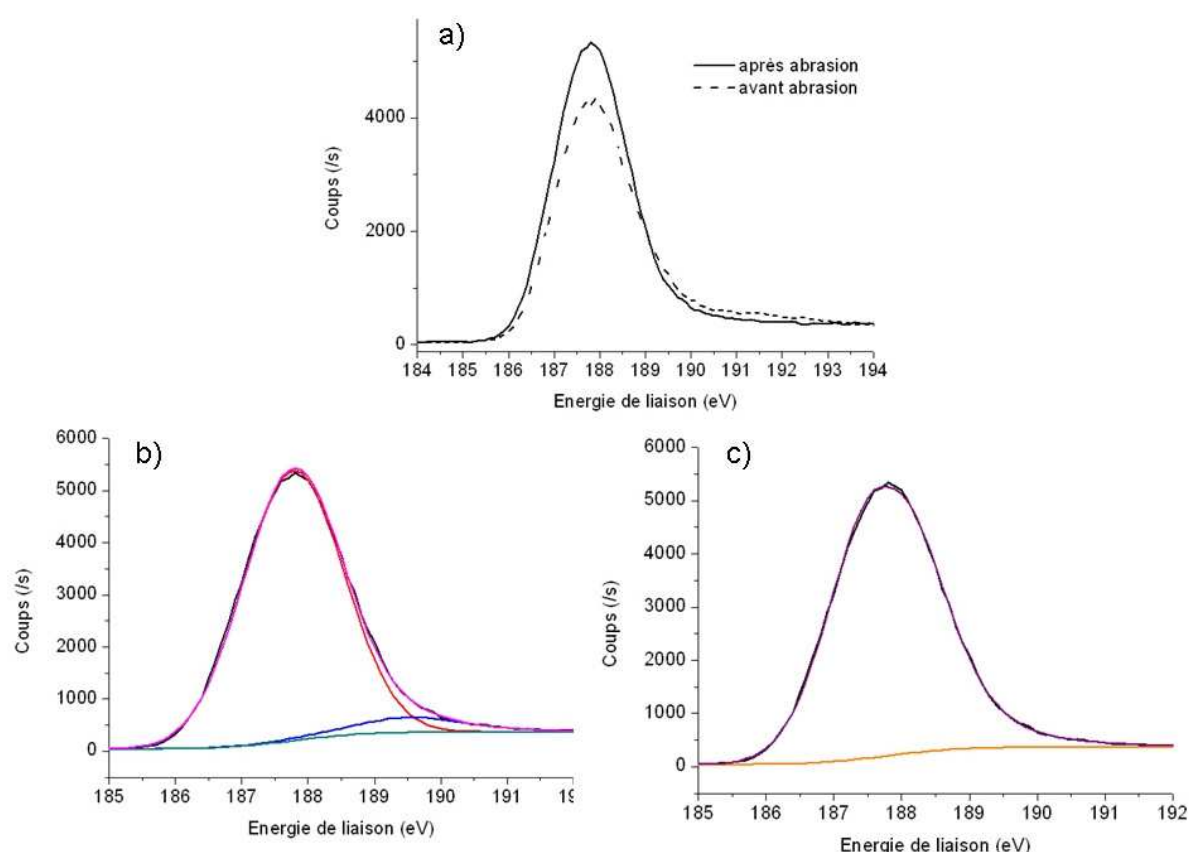 a)
après abrasion
avant abrasion
Coups (/s)
4000
2000
0
184 185 186 187 188 189 190 191 192 193 194
Energie de liaison (eV)
b)
Coups (/s)
6000
5000
4000
3000
2000
1000
0
185 186 187 188 189 190 191 19
Energie de liaison (eV)
c)
Coups (/s)
6000
5000
4000
3000
2000
1000
0
185 186 187 188 189 190 191 192
Energie de liaison (eV)